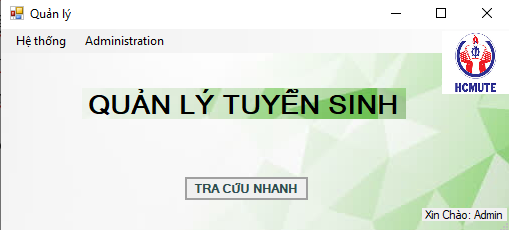 Quản lý
Hệ thống Administration
HCMUTE
QUẢN LÝ TUYỂN SINH
TRA CỨU NHANH
Xin Chào: Admin